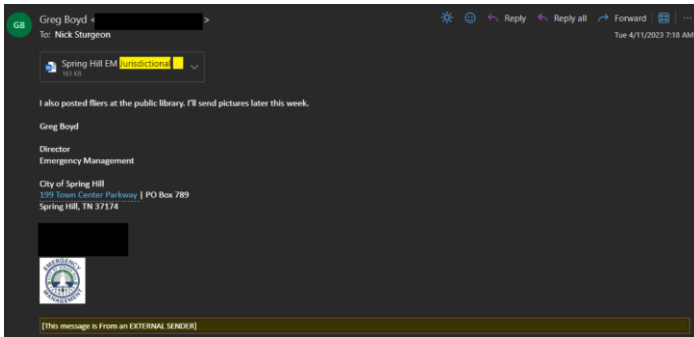 GB
Greg Boyd < >
Reply Reply all Forward
To: Nick Sturgeon
Tue 4/11/2023 7:18 AM
Spring Hill EM Jurisdictional
163 KB
I also posted fliers at the public library. I'll send pictures later this week.
Greg Boyd
Director
Emergency Management
City of Spring Hill
199 Town Center Parkway | PO Box 789
Spring Hill, TN 37174
EMERGENCY
MANAGEMENT
[This message is From an EXTERNAL SENDER]